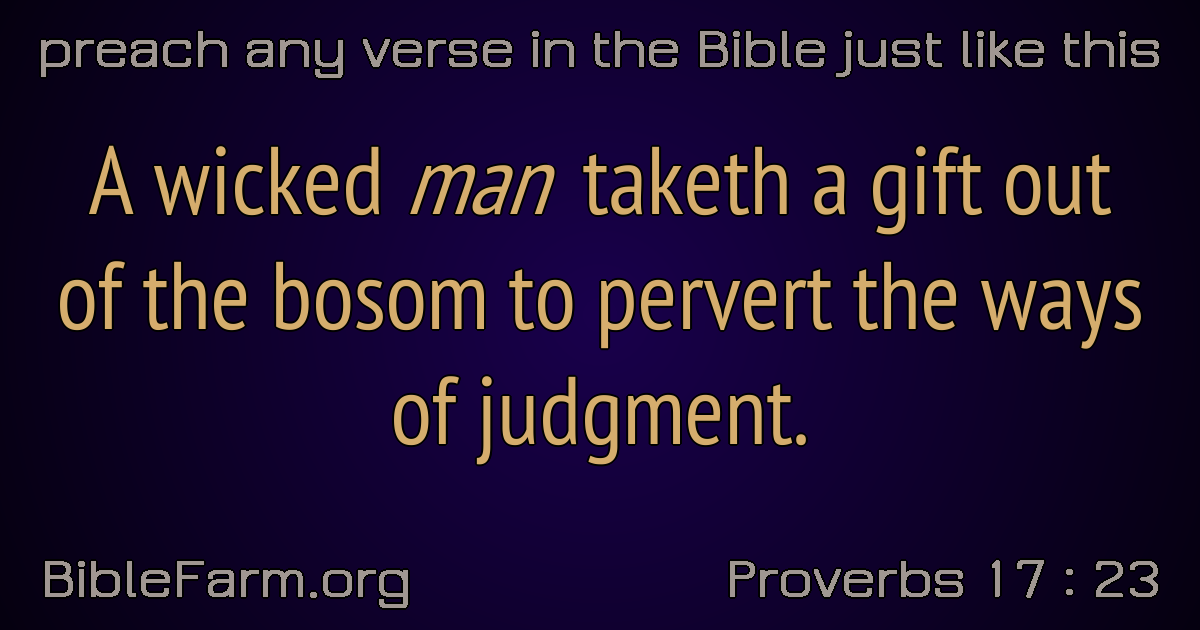 preach any verse in the Bible just like this
A wicked man taketh a gift out
of the bosom to pervert the ways
of judgment.
BibleFarm.org
Proverbs 17 : 23